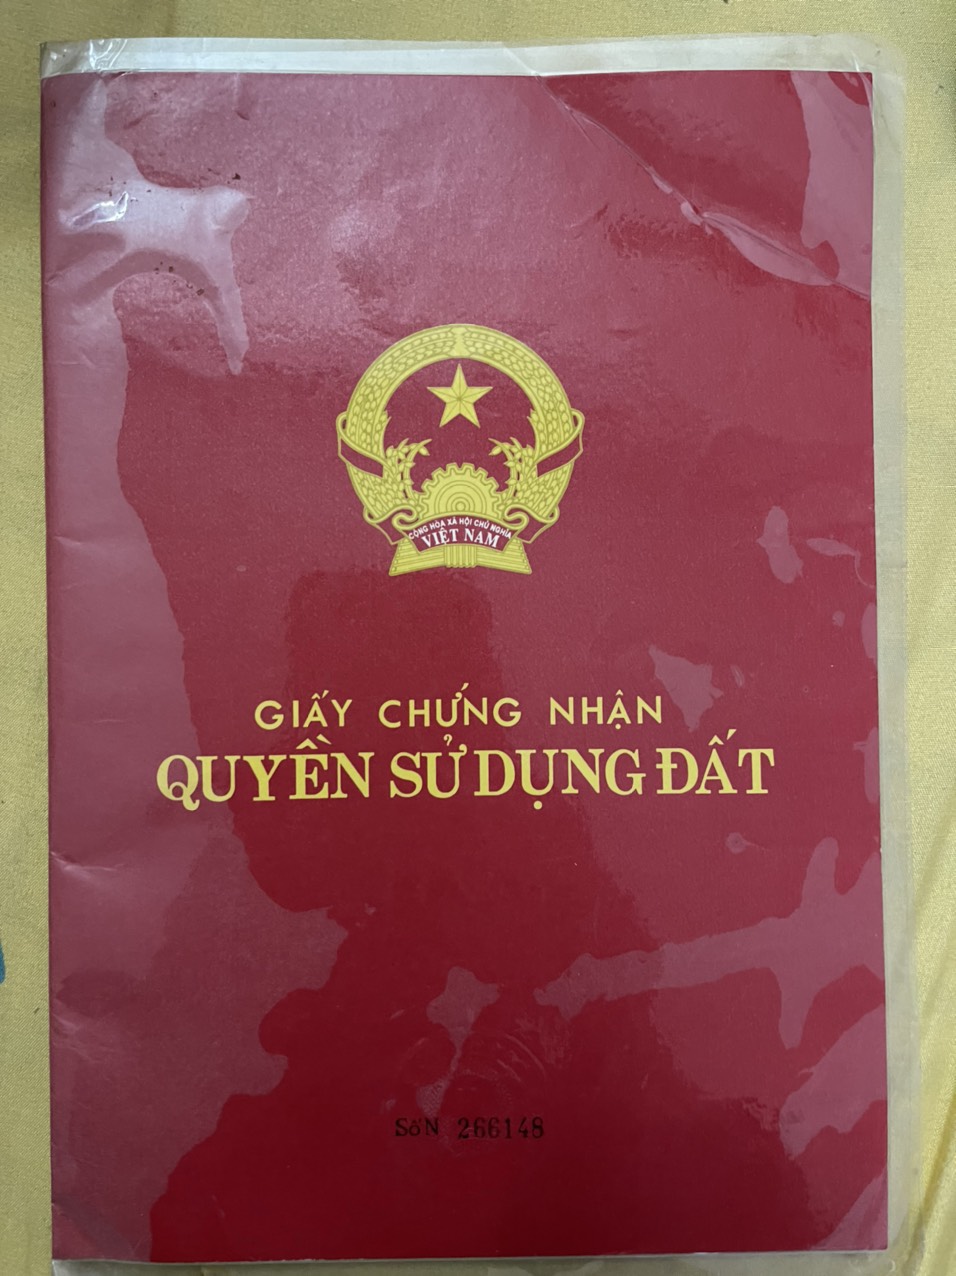 CỘNG HÒA XÃ HỘI CHỦ NGHĨA
VIỆT NAM
GIẤY CHỨNG NHẬN
QUYỀN SỬ DỤNG ĐẤT
Số N 266148